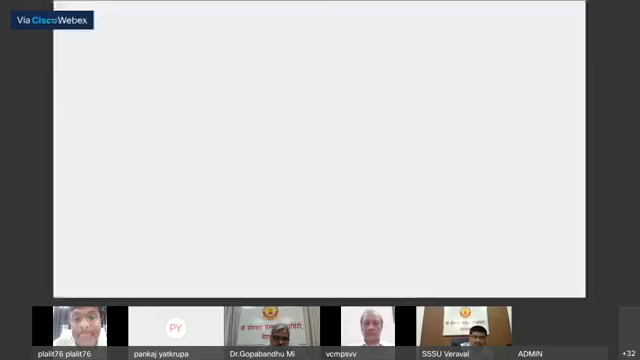 Via Cisco Webex
PY
plalit76 plalit76
pankaj yatkrupa
Dr.Gopabandhu Mi
vcmpsvv
SSSU Veraval
ADMIN
+32